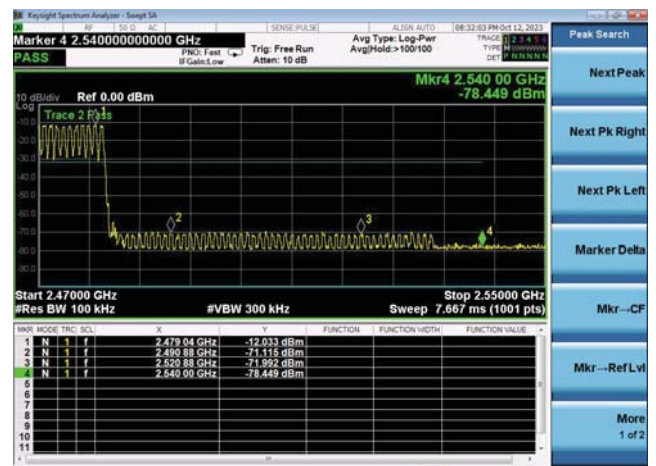 Keysight Spectrum Analyzer - Swept SA
RF 50 Ω AC SENSE:PULSE ALIGN AUTO 08:32:03 PM Oct 12, 2023
Marker 4 2.540000000000 GHz
PNO: Fast
IFGain:Low
Trig: Free Run
Atten: 10 dB
Avg Type: Log-Pwr
Avg|Hold:>100/100
TRACE 1 2 3 4 5 6
TYPE M
DET P N N N N N
PASS
Mkr4 2.540 00 GHz
-78.449 dBm
10 dB/div Ref 0.00 dBm
Log
Trace 2 Pass
1
-10.0
-20.0
-30.0
-40.0
-50.0
-60.0
2
3
4
-70.0
-80.0
-90.0
Start 2.47000 GHz
Stop 2.55000 GHz
#Res BW 100 kHz
#VBW 300 kHz
Sweep 7.667 ms (1001 pts)
MKR MODE TRC SCL X Y FUNCTION FUNCTION WIDTH FUNCTION VALUE
1 N 1 f 2.479 04 GHz -12.033 dBm
2 N 1 f 2.490 88 GHz -71.115 dBm
3 N 1 f 2.520 88 GHz -71.992 dBm
4 N 1 f 2.540 00 GHz -78.449 dBm
5
6
7
8
9
10
11
Peak Search
Next Peak
Next Pk Right
Next Pk Left
Marker Delta
Mkr→CF
Mkr→Ref Lvl
More
1 of 2